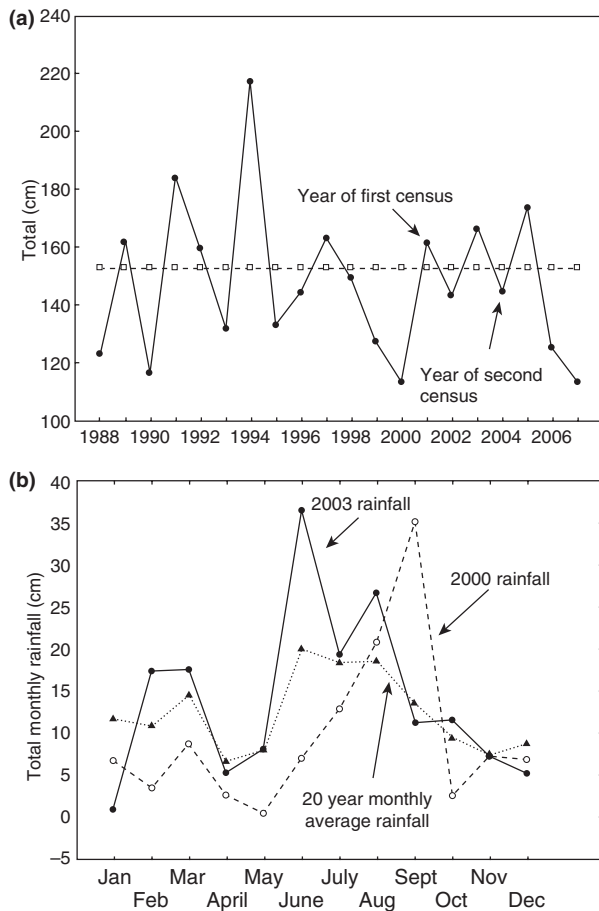 (a)
240
220
200
180
160
140
120
100
Total (cm)
Year of first
census
Year of second
census
1988 1990 1992 1994 1996 1998 2000 2002 2004 2006
(b)
40
35
30
25
20
15
10
5
0
–5
Total monthly rainfall (cm)
2003 rainfall
2000 rainfall
20 year monthly
average rainfall
Jan Mar May July Sept Nov
Feb April June Aug Oct Dec